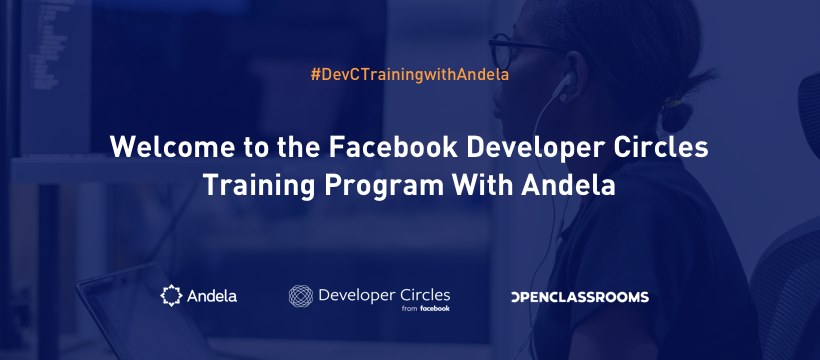 #DevCTrainingwithAndela
Welcome to the Facebook Developer Circles
Training Program With Andela
Andela
Developer Circles
from facebook
OPENCLASSROOMS